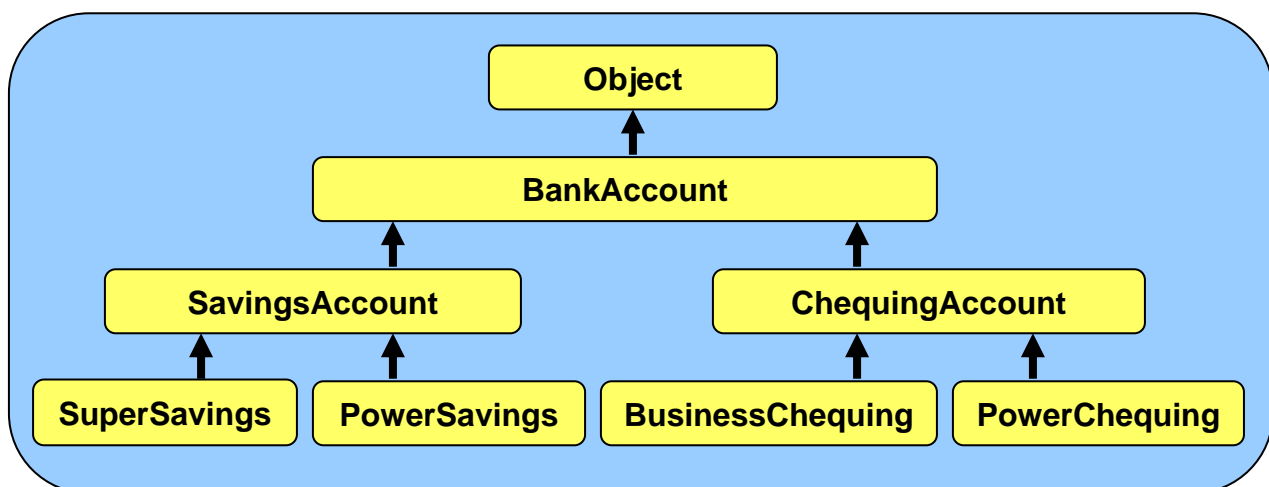 Object
BankAccount
SavingsAccount
ChequingAccount
SuperSavings
PowerSavings
BusinessChequing
PowerChequing